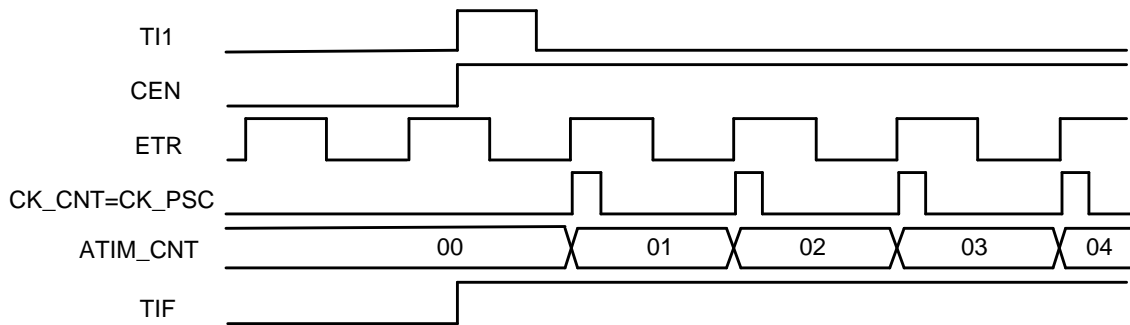 TI1
CEN
ETR
CK_CNT=CK_PSC
ATIM_CNT 00 01 02 03 04
TIF